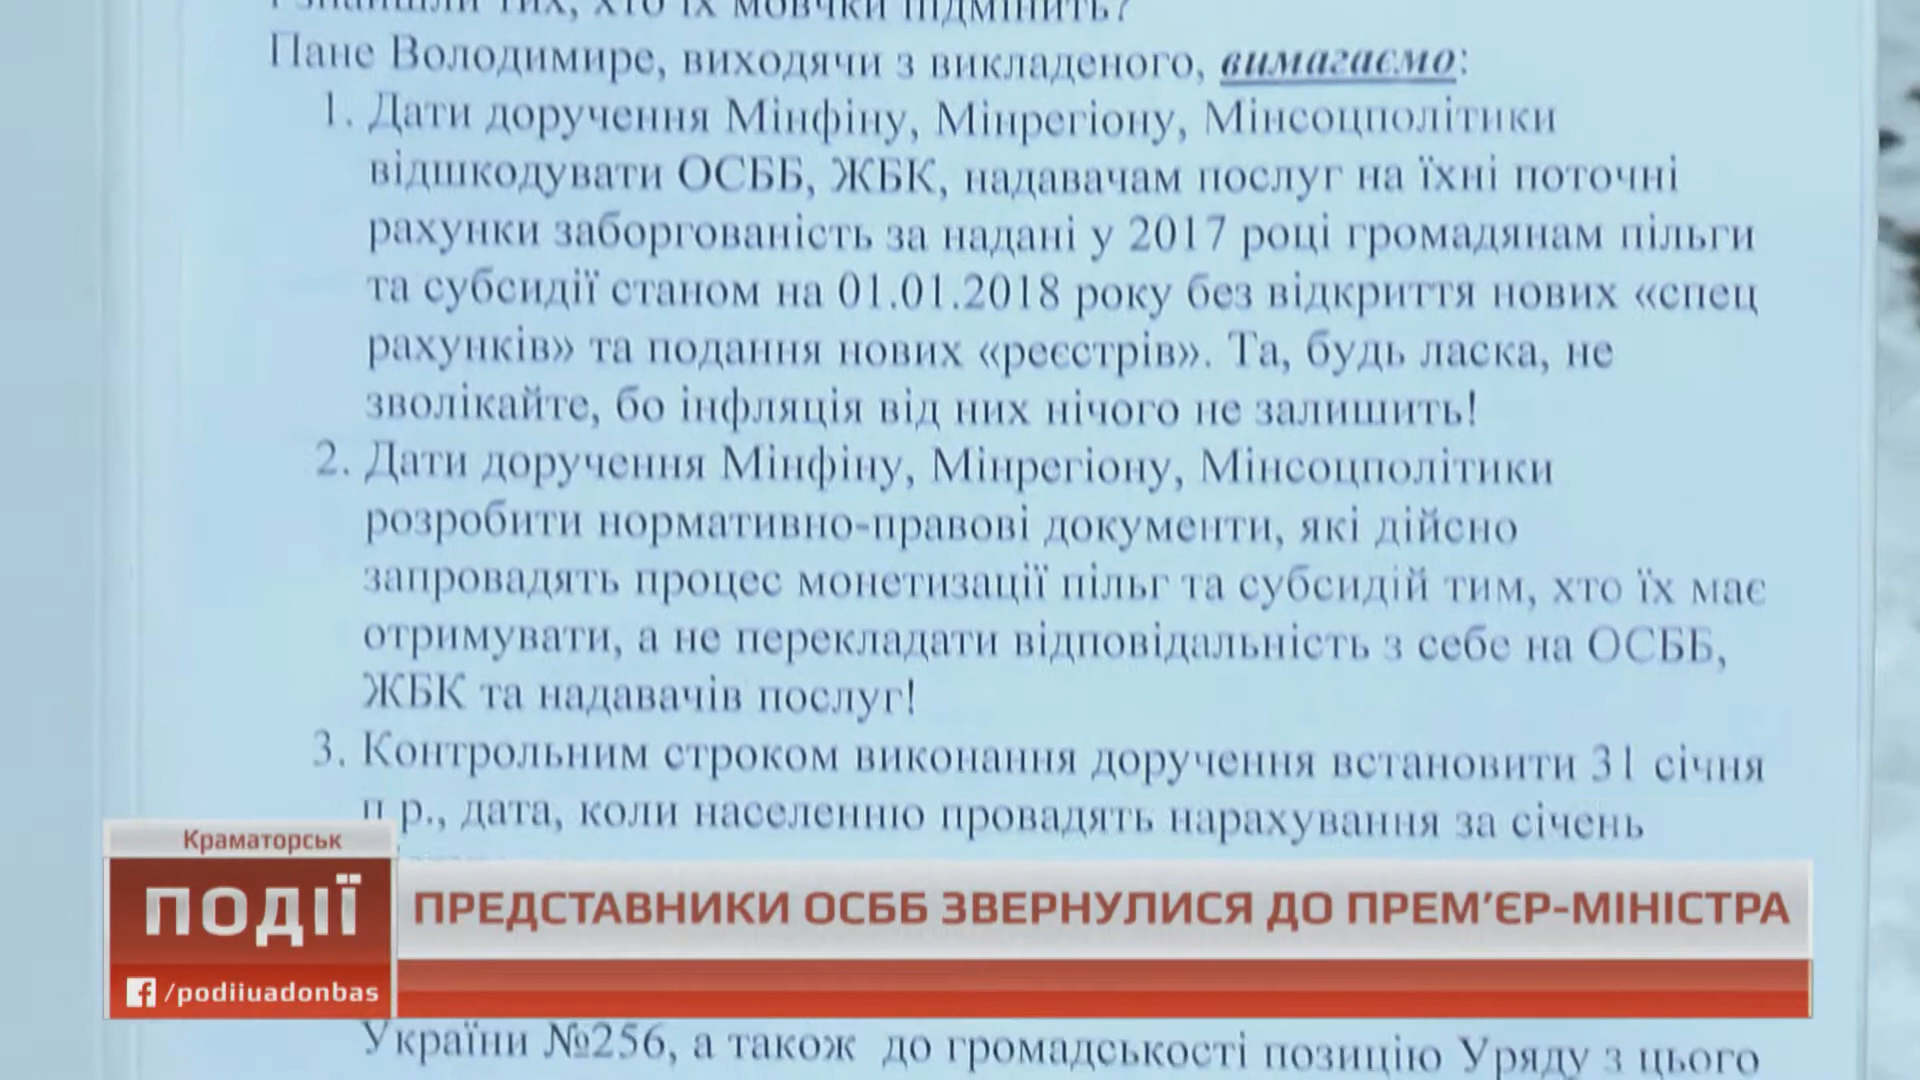 знайшли тих, хто їх мовчки підмінить?
Пане Володимире, виходячи з викладеного, вимагаємо:
1. Дати доручення Мінфіну, Мінрегіону, Мінсоцполітики
відшкодувати ОСББ, ЖБК, надавачам послуг на їхні поточні
рахунки заборгованість за надані у 2017 році громадянам пільги
та субсидії станом на 01.01.2018 року без відкриття нових «спец
рахунків» та подання нових «реєстрів». Та, будь ласка, не
зволікайте, бо інфляція від них нічого не залишить!
2. Дати доручення Мінфіну, Мінрегіону, Мінсоцполітики
розробити нормативно-правові документи, які дійсно
запровадять процес монетизації пільг та субсидій тим, хто їх має
отримувати, а не перекладати відповідальність з себе на ОСББ,
ЖБК та надавачів послуг!
3. Контрольним строком виконання доручення встановити 31 січня
п.р., дата, коли населенню провадять нарахування за січень
Краматорськ
ПОДІЇ
ПРЕДСТАВНИКИ ОСББ ЗВЕРНУЛИСЯ ДО ПРЕМ'ЄР-МІНІСТРА
/podiiuadonbas
України №256, а також до громадськості позицію Уряду з цього